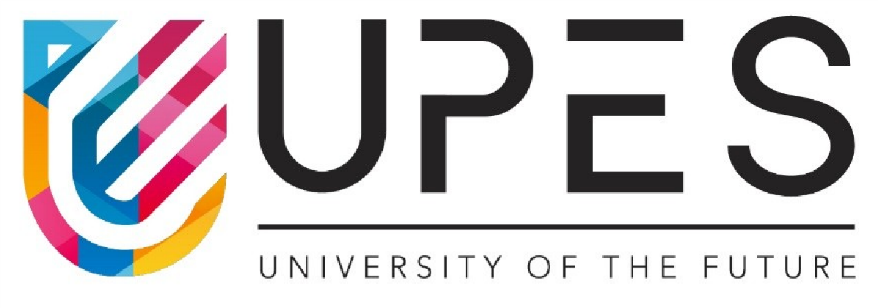 UPES
UNIVERSITY OF THE FUTURE